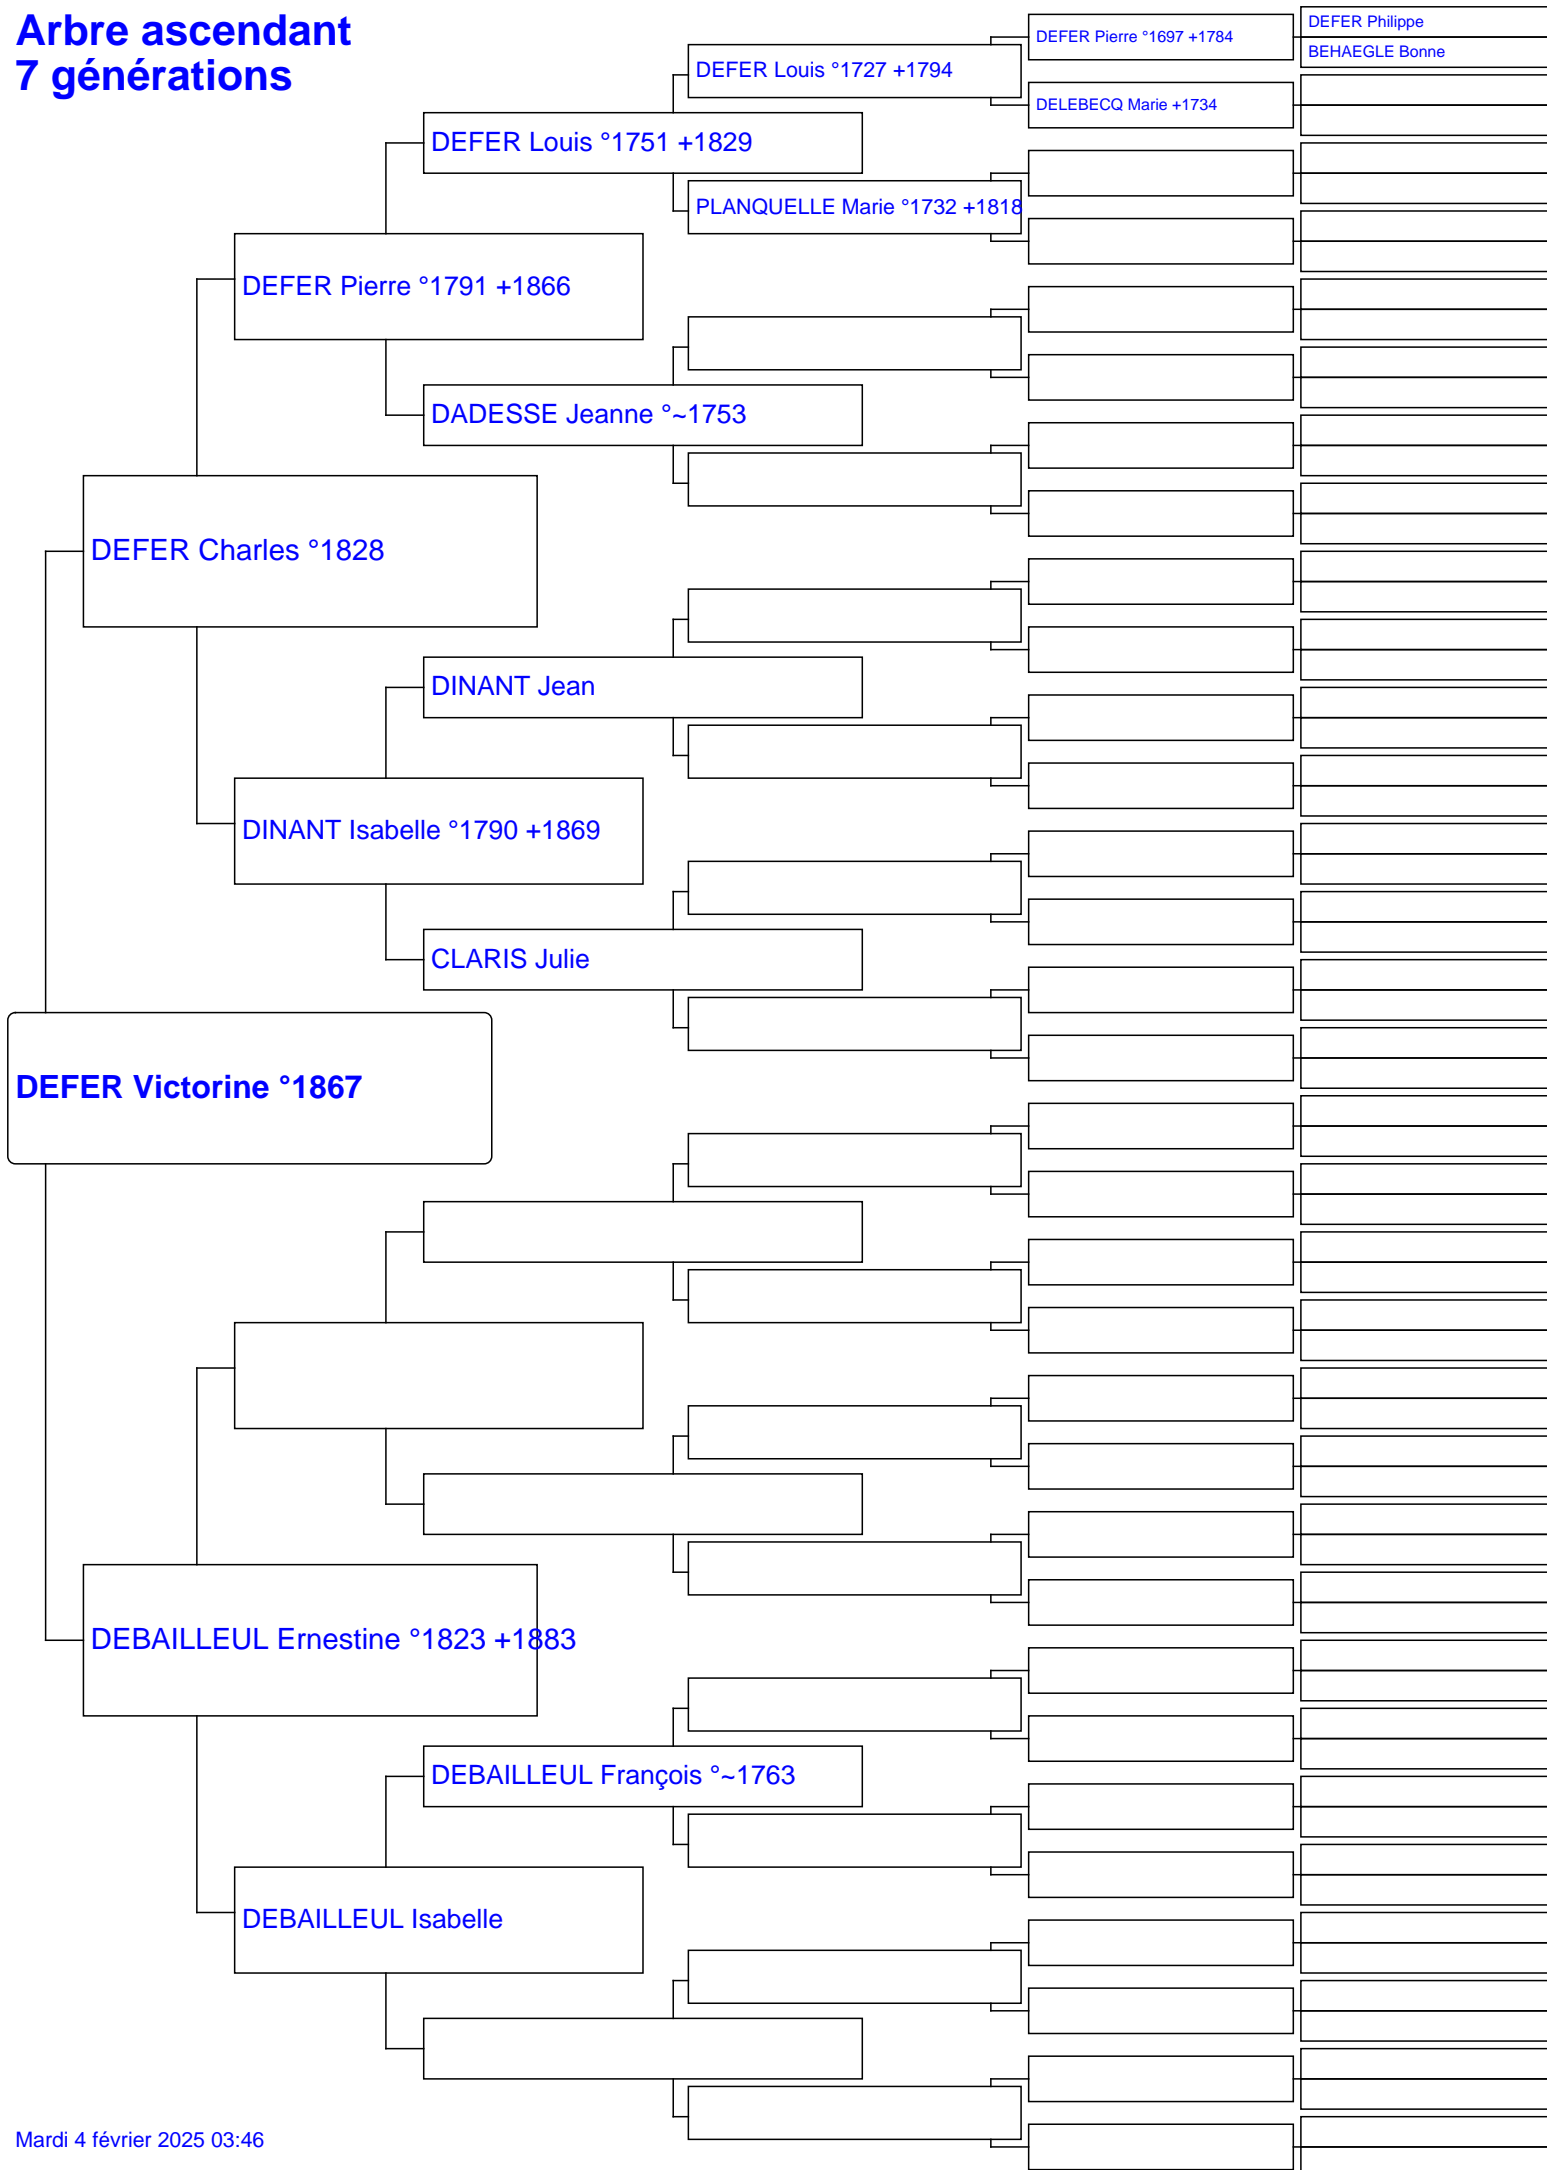 Arbre ascendant
7 générations
DEFER Philippe
DEFER Pierre °1697 +1784
BEHAEGLE Bonne
DEFER Louis °1727 +1794
DELEBECQ Marie +1734
DEFER Louis °1751 +1829
PLANQUELLE Marie °1732 +1818
DEFER Pierre °1791 +1866
DADESSE Jeanne °~1753
DEFER Charles °1828
DINANT Jean
DINANT Isabelle °1790 +1869
CLARIS Julie
DEFER Victorine °1867
DEBAILLEUL Ernestine °1823 +1883
DEBAILLEUL François °~1763
DEBAILLEUL Isabelle
Mardi 4 février 2025 03:46